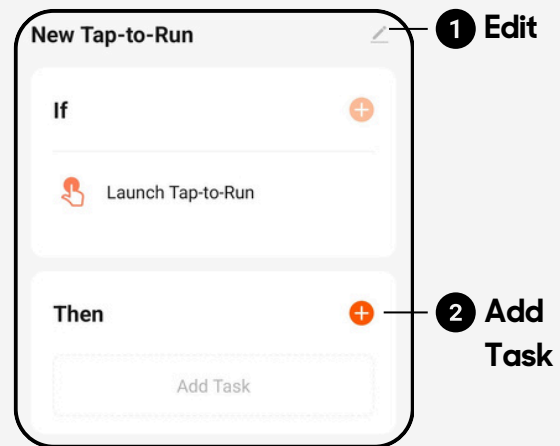 New Tap-to-Run
1 Edit
If
Launch Tap-to-Run
Then
2 Add
Task
Add Task